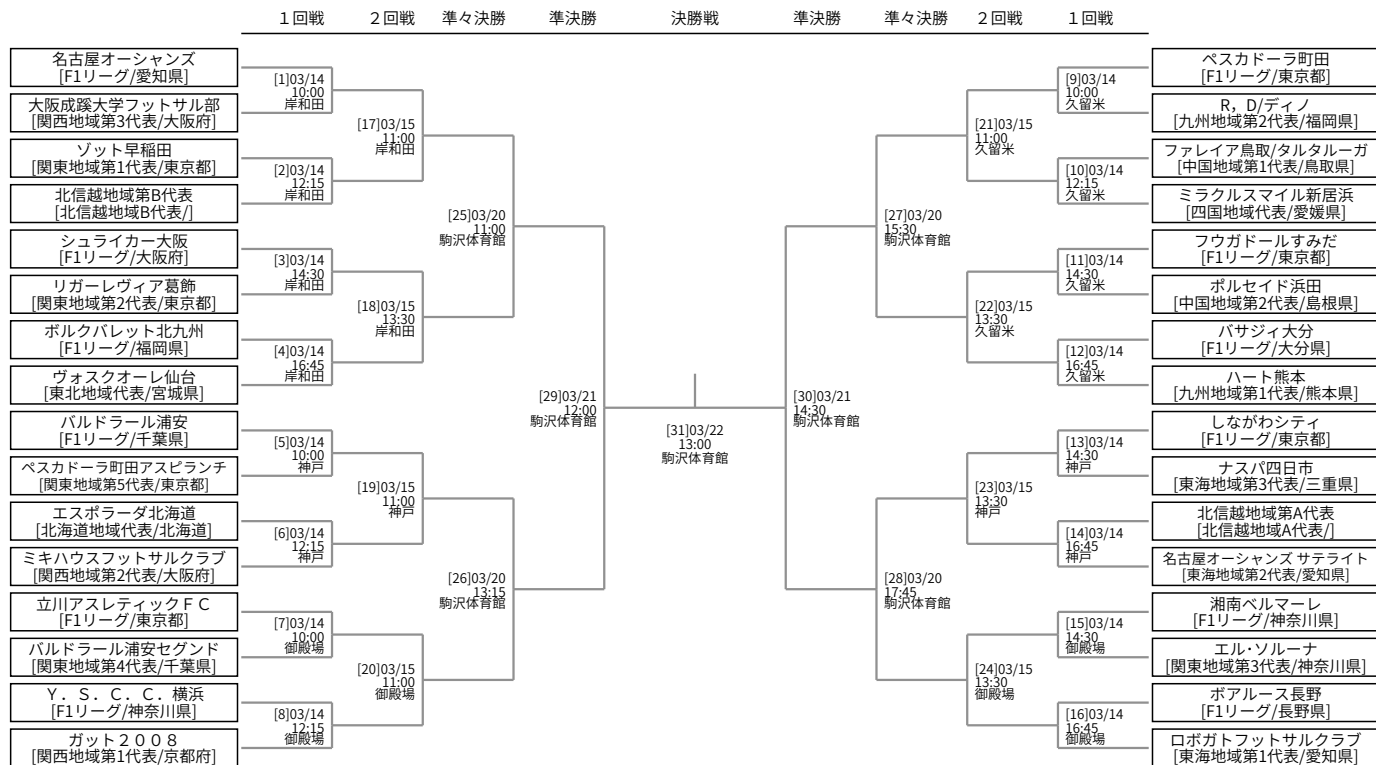 １回戦
２回戦
準々決勝
準決勝
決勝戦
準決勝
準々決勝
２回戦
１回戦
名古屋オーシャンズ
[F1リーグ/愛知県]
大阪成蹊大学フットサル部
[関西地域第3代表/大阪府]
ゾット早稲田
[関東地域第1代表/東京都]
北信越地域第B代表
[北信越地域B代表/]
シュライカー大阪
[F1リーグ/大阪府]
リガーレヴィア葛飾
[関東地域第2代表/東京都]
ボルクバレット北九州
[F1リーグ/福岡県]
ヴォスクオーレ仙台
[東北地域代表/宮城県]
バルドラール浦安
[F1リーグ/千葉県]
ペスカドーラ町田アスピランチ
[関東地域第5代表/東京都]
エスポラーダ北海道
[北海道地域代表/北海道]
ミキハウスフットサルクラブ
[関西地域第2代表/大阪府]
立川アスレティックＦＣ
[F1リーグ/東京都]
バルドラール浦安セグンド
[関東地域第4代表/千葉県]
Ｙ．Ｓ．Ｃ．Ｃ．横浜
[F1リーグ/神奈川県]
ガット２００８
[関西地域第1代表/京都府]
[1]03/14
10:00
岸和田
[2]03/14
12:15
岸和田
[3]03/14
14:30
岸和田
[4]03/14
16:45
岸和田
[5]03/14
10:00
神戸
[6]03/14
12:15
神戸
[7]03/14
10:00
御殿場
[8]03/14
12:15
御殿場
[17]03/15
11:00
岸和田
[18]03/15
13:30
岸和田
[19]03/15
11:00
神戸
[20]03/15
11:00
御殿場
[25]03/20
11:00
駒沢体育館
[26]03/20
13:15
駒沢体育館
[29]03/21
12:00
駒沢体育館
[31]03/22
13:00
駒沢体育館
[30]03/21
14:30
駒沢体育館
[27]03/20
15:30
駒沢体育館
[28]03/20
17:45
駒沢体育館
[21]03/15
11:00
久留米
[22]03/15
13:30
久留米
[23]03/15
13:30
神戸
[24]03/15
13:30
御殿場
[9]03/14
10:00
久留米
[10]03/14
12:15
久留米
[11]03/14
14:30
久留米
[12]03/14
16:45
久留米
[13]03/14
14:30
神戸
[14]03/14
16:45
神戸
[15]03/14
14:30
御殿場
[16]03/14
16:45
御殿場
ペスカドーラ町田
[F1リーグ/東京都]
R，D/ディノ
[九州地域第2代表/福岡県]
ファレイア鳥取/タルタルーガ
[中国地域第1代表/鳥取県]
ミラクルスマイル新居浜
[四国地域代表/愛媛県]
フウガドールすみだ
[F1リーグ/東京都]
ポルセイド浜田
[中国地域第2代表/島根県]
バサジィ大分
[F1リーグ/大分県]
ハート熊本
[九州地域第1代表/熊本県]
しながわシティ
[F1リーグ/東京都]
ナスパ四日市
[東海地域第3代表/三重県]
北信越地域第A代表
[北信越地域A代表/]
名古屋オーシャンズ サテライト
[東海地域第2代表/愛知県]
湘南ベルマーレ
[F1リーグ/神奈川県]
エル･ソルーナ
[関東地域第3代表/神奈川県]
ボアルース長野
[F1リーグ/長野県]
ロボガトフットサルクラブ
[東海地域第1代表/愛知県]